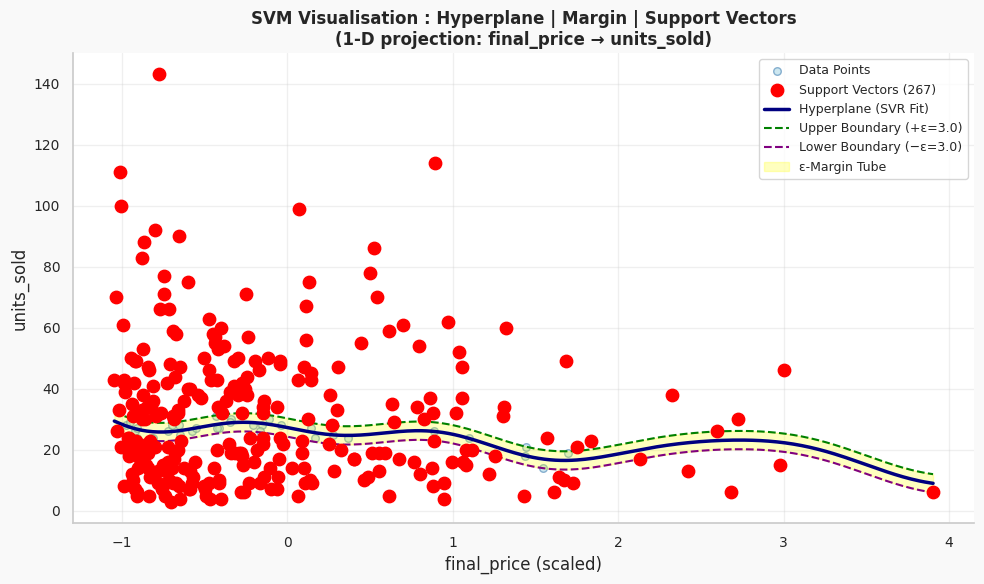 SVM Visualisation : Hyperplane | Margin | Support Vectors
(1-D projection: final_price → units_sold)
Data Points
Support Vectors (267)
Hyperplane (SVR Fit)
Upper Boundary (+ε=3.0)
Lower Boundary (−ε=3.0)
ε-Margin Tube
units_sold
140
120
100
80
60
40
20
0
−1
0
1
2
3
4
final_price (scaled)